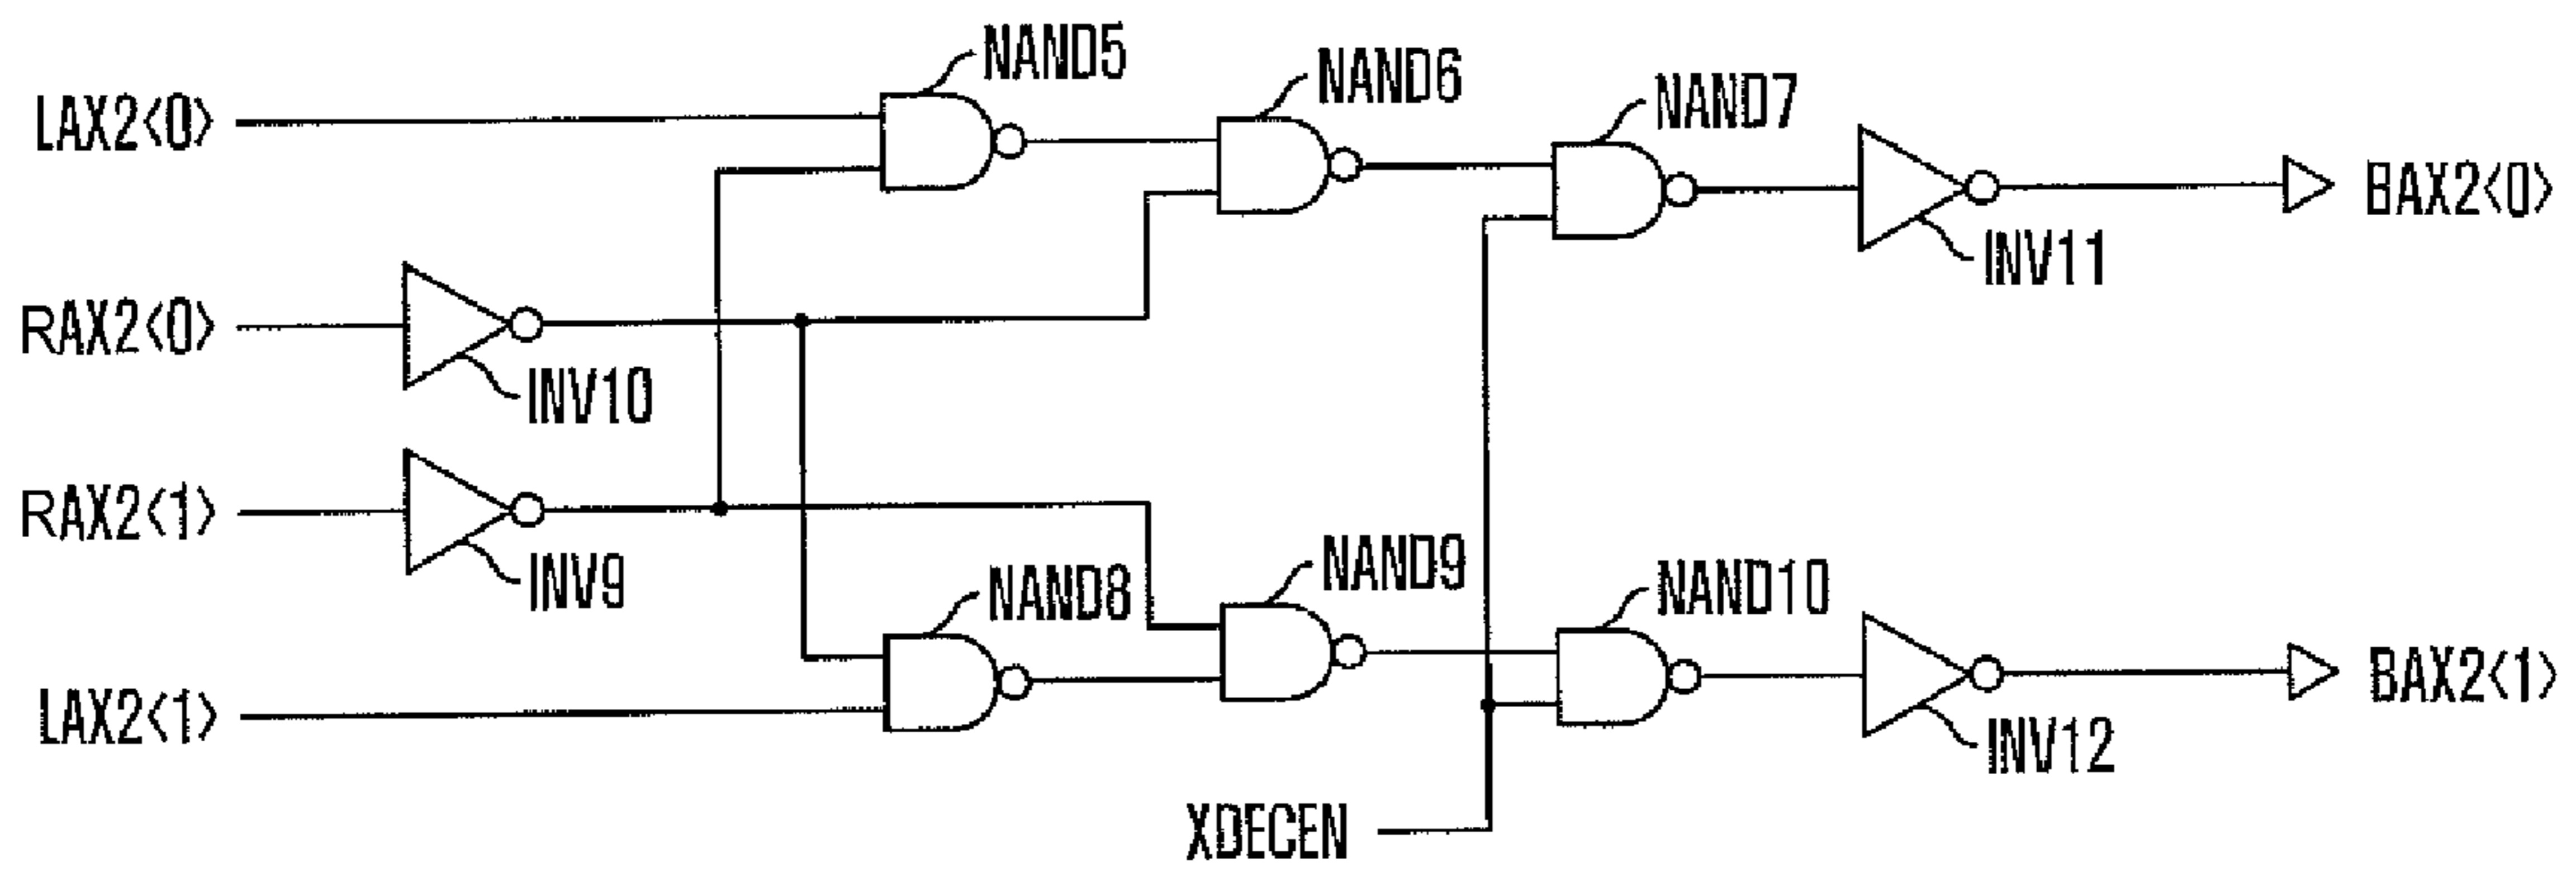 NAND5
NAND6
NAND7
LAX2<0>
BAX2<0>
INV11
RAX2<0>
INV10
RAX2<1>
INV9
NAND8
NAND9
NAND10
LAX2<1>
BAX2<1>
INV12
XDECEN